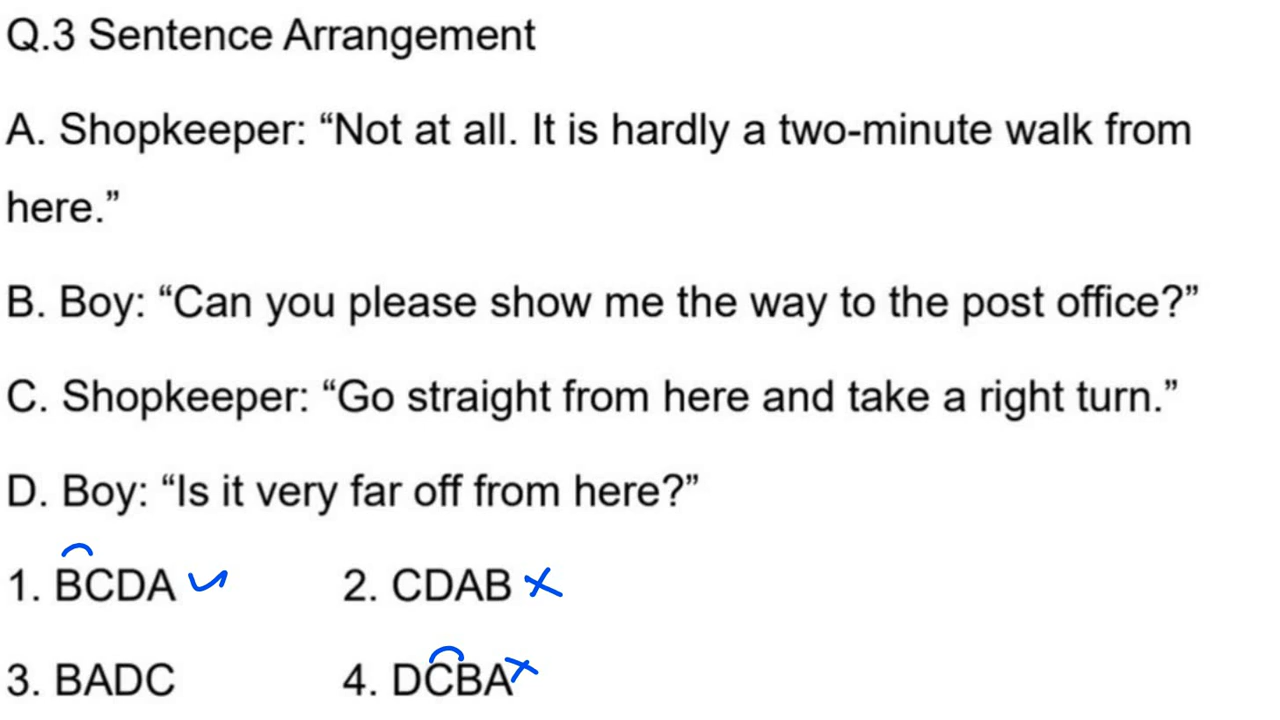 Q.3 Sentence Arrangement
A. Shopkeeper: “Not at all. It is hardly a two-minute walk from
here.”
B. Boy: “Can you please show me the way to the post office?”
C. Shopkeeper: “Go straight from here and take a right turn.”
D. Boy: “Is it very far off from here?”
1. BCDA 2. CDAB
3. BADC 4. DCBA